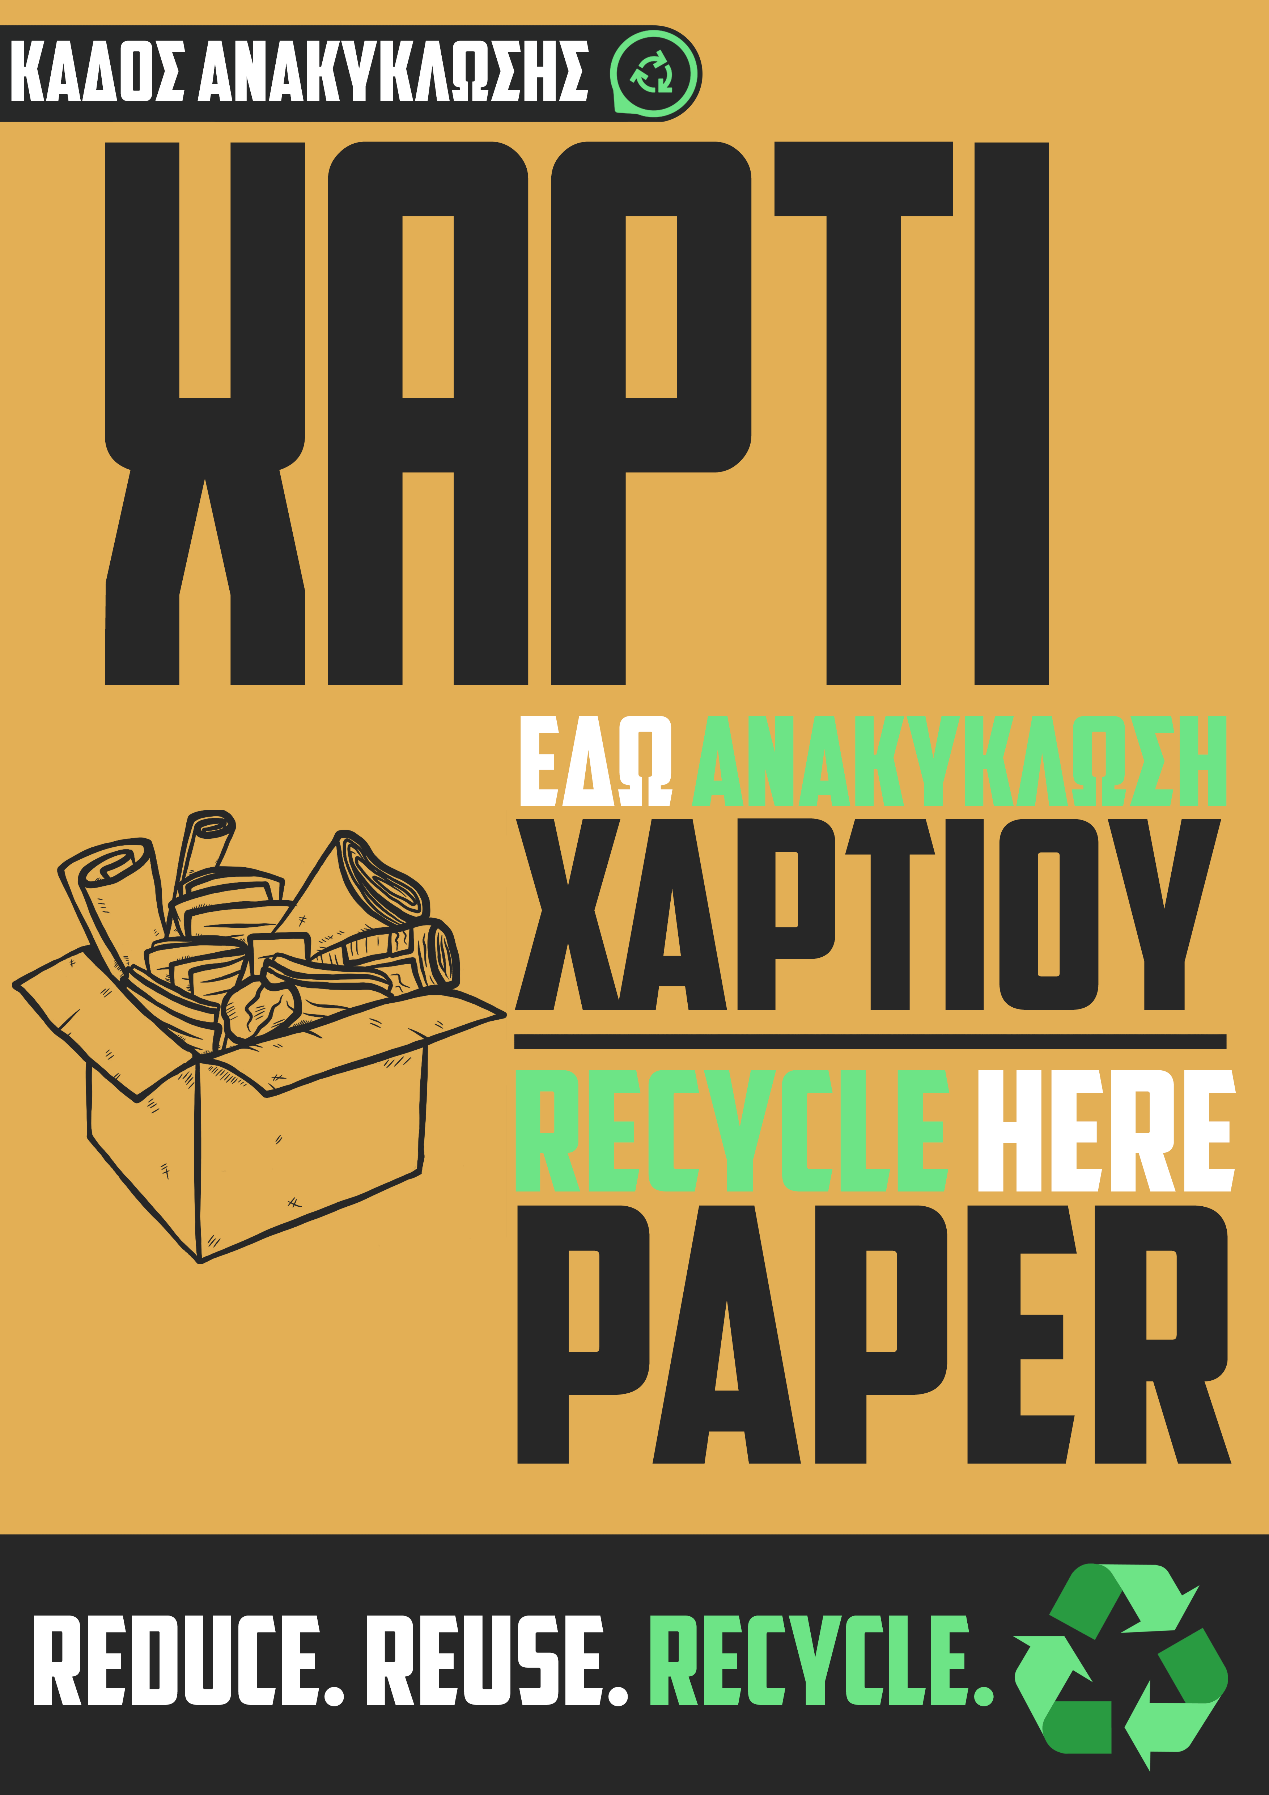 ΚΑΔΟΣ ΑΝΑΚΥΚΛΩΣΗΣ
ΧΑΡΤΙ
ΕΔΩ ΑΝΑΚΥΚΛΩΣΗ
ΧΑΡΤΙΟΥ
RECYCLE HERE
PAPER
REDUCE. REUSE. RECYCLE.